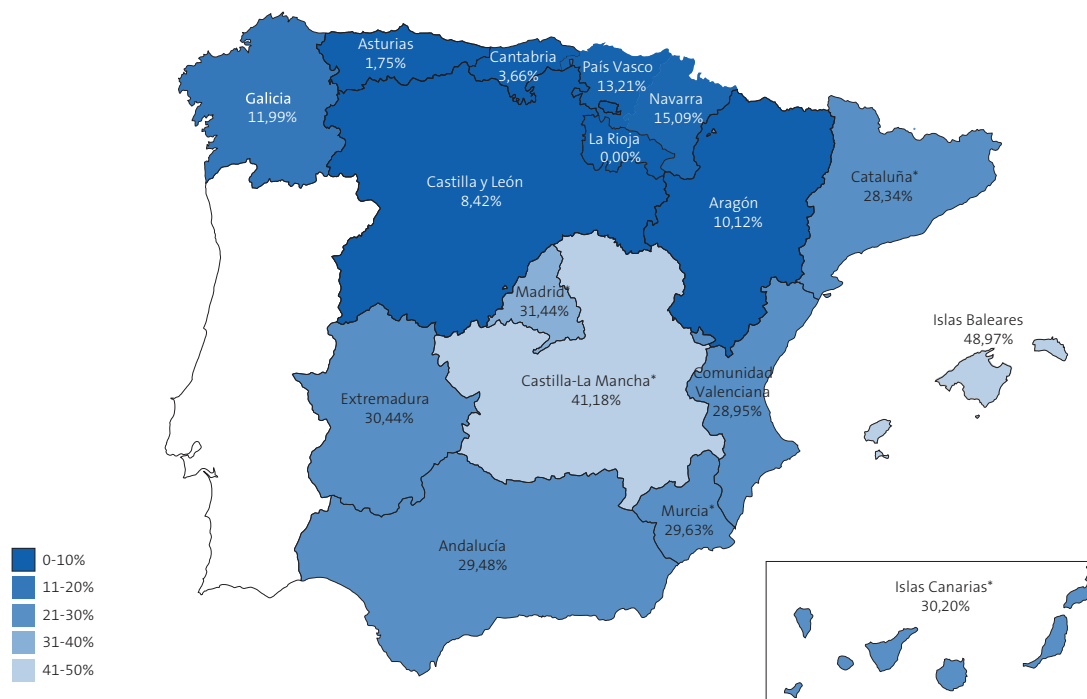 Asturias
1,75%
Cantabria
3,66%
País Vasco
13,21%
Navarra
15,09%
Galicia
11,99%
La Rioja
0,00%
Castilla y León
8,42%
Aragón
10,12%
Cataluña*
28,34%
Madrid*
31,44%
Islas Baleares
48,97%
Castilla-La Mancha*
41,18%
Comunidad
Valenciana
28,95%
Extremadura
30,44%
Murcia*
29,63%
Andalucía
29,48%
Islas Canarias*
30,20%
0-10%
11-20%
21-30%
31-40%
41-50%